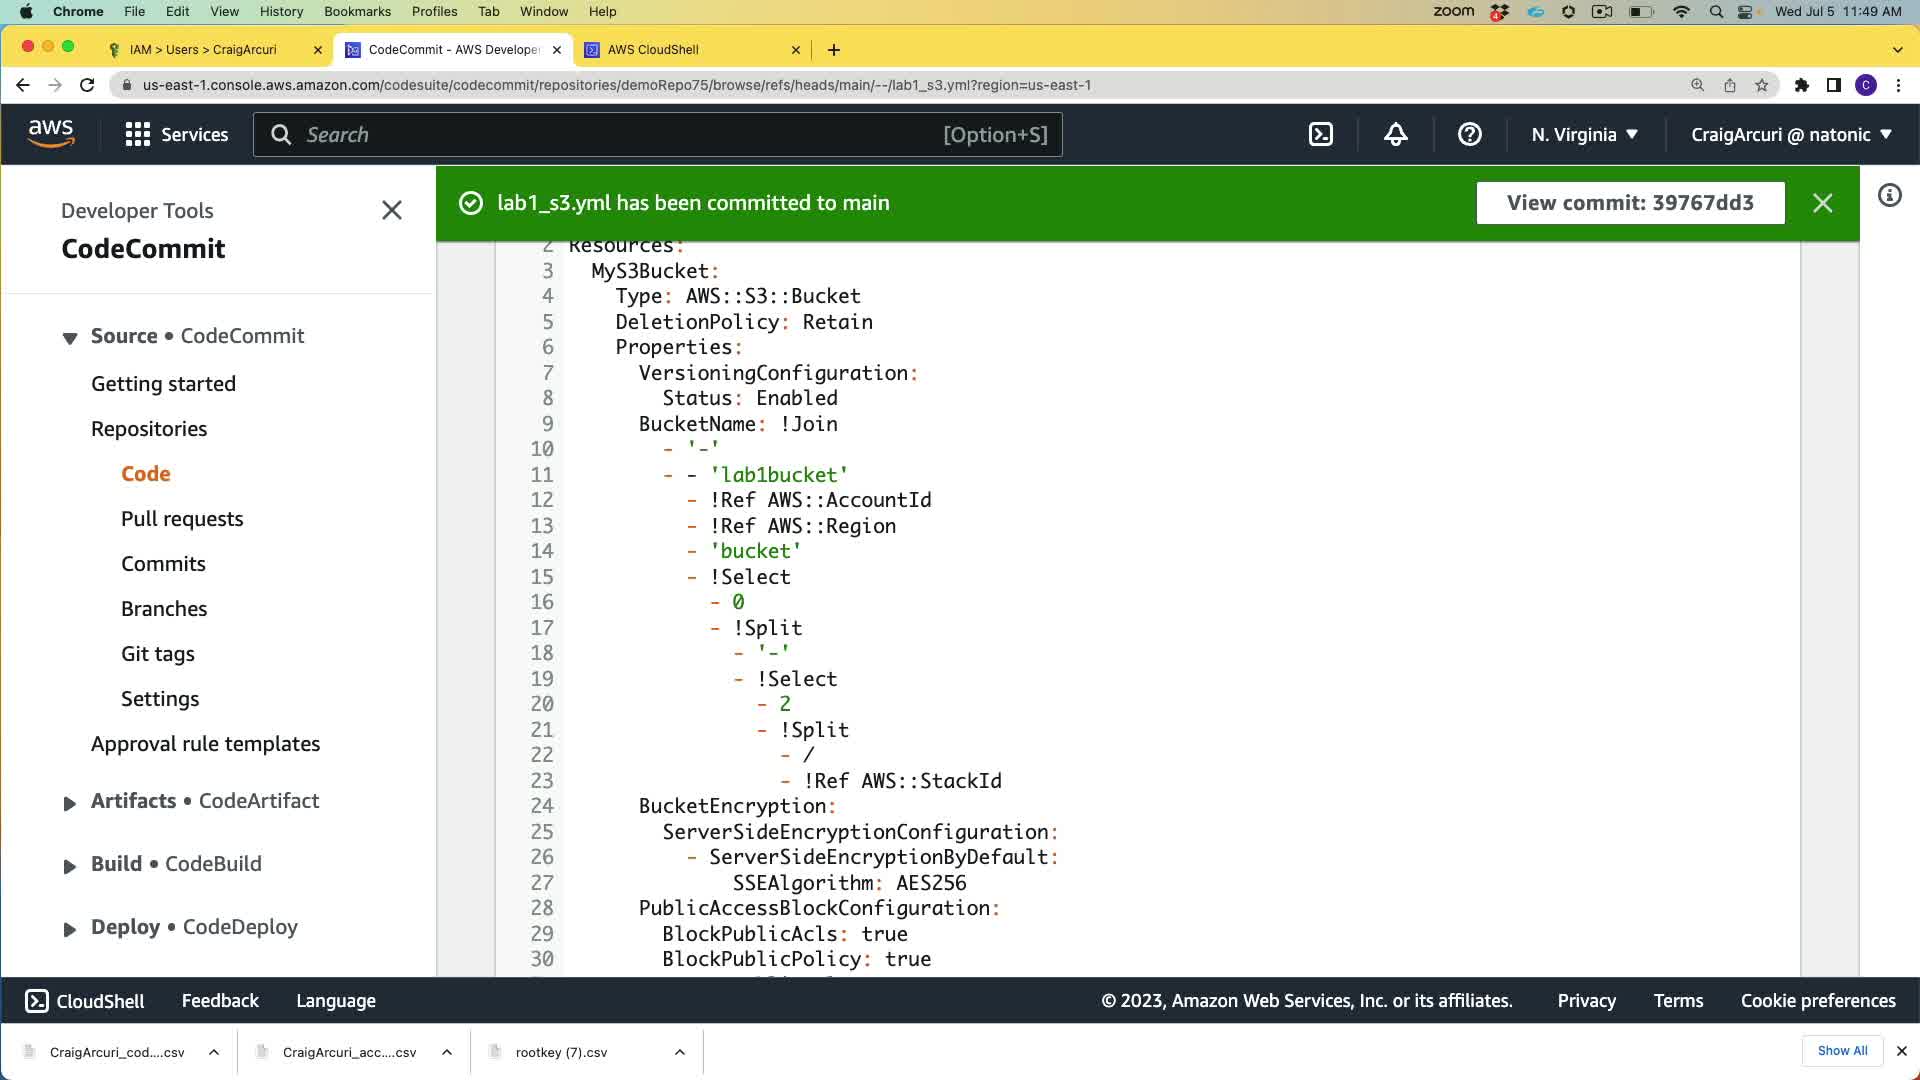 Chrome File Edit View History Bookmarks Profiles Tab Window Help zoom 4 Wed Jul 5 11:49 AM
IAM > Users > CraigArcuri CodeCommit - AWS Develope AWS CloudShell
us-east-1.console.aws.amazon.com/codesuite/codecommit/repositories/demoRepo75/browse/refs/heads/main/--/lab1_s3.yml?region=us-east-1 C
aws Services Search [Option+S] N. Virginia CraigArcuri @ natonic
Developer Tools
CodeCommit
Source • CodeCommit
Getting started
Repositories
Code
Pull requests
Commits
Branches
Git tags
Settings
Approval rule templates
Artifacts • CodeArtifact
Build • CodeBuild
Deploy • CodeDeploy
lab1_s3.yml has been committed to main View commit: 39767dd3
2 Resources:
3 MyS3Bucket:
4 Type: AWS::S3::Bucket
5 DeletionPolicy: Retain
6 Properties:
7 VersioningConfiguration:
8 Status: Enabled
9 BucketName: !Join
10 - '-'
11 - - 'lab1bucket'
12 - !Ref AWS::AccountId
13 - !Ref AWS::Region
14 - 'bucket'
15 - !Select
16 - 0
17 - !Split
18 - '-'
19 - !Select
20 - 2
21 - !Split
22 - /
23 - !Ref AWS::StackId
24 BucketEncryption:
25 ServerSideEncryptionConfiguration:
26 - ServerSideEncryptionByDefault:
27 SSEAlgorithm: AES256
28 PublicAccessBlockConfiguration:
29 BlockPublicAcls: true
30 BlockPublicPolicy: true
CloudShell Feedback Language © 2023, Amazon Web Services, Inc. or its affiliates. Privacy Terms Cookie preferences
CraigArcuri_cod....csv CraigArcuri_acc....csv rootkey (7).csv Show All